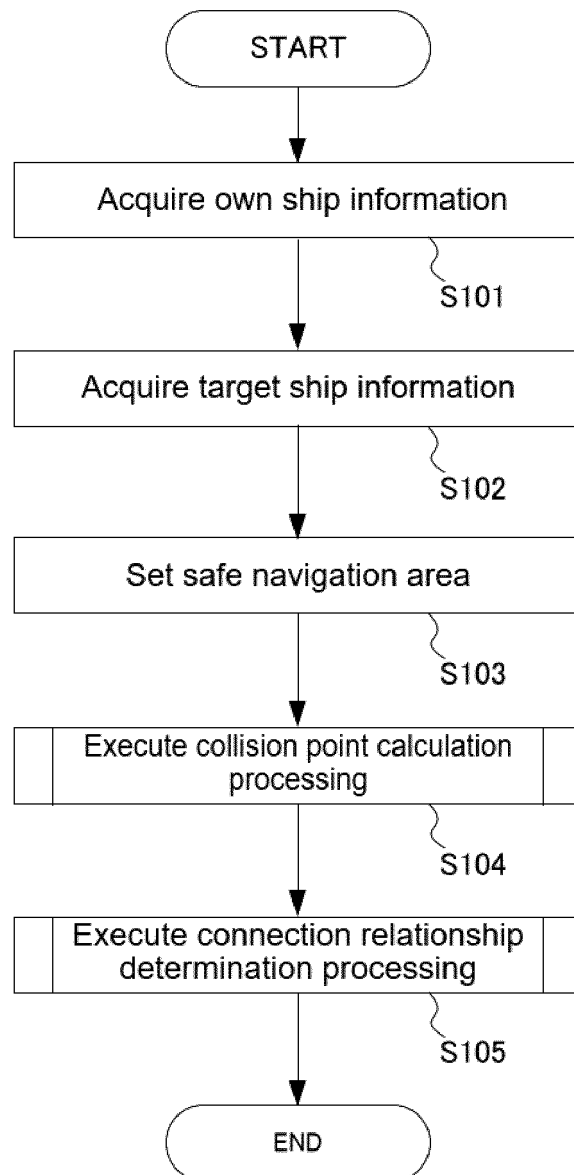 START
Acquire own ship information
S101
Acquire target ship information
S102
Set safe navigation area
S103
Execute collision point calculation
processing
S104
Execute connection relationship
determination processing
S105
END